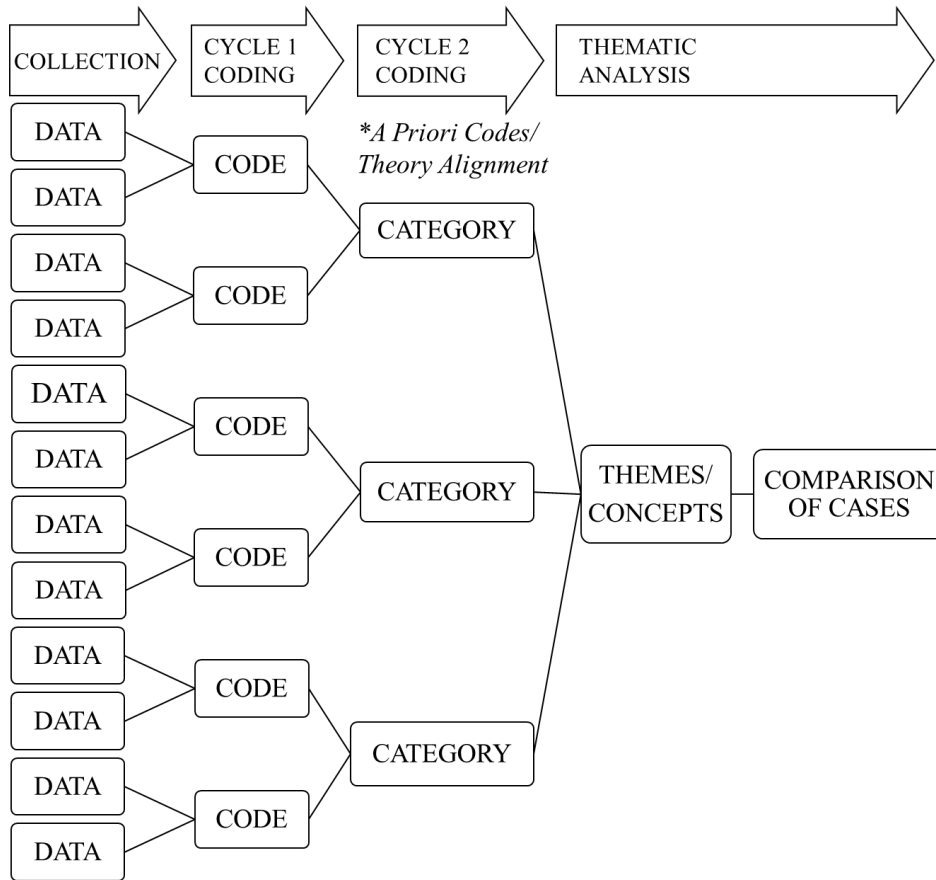 COLLECTION
CYCLE 1
CODING
CYCLE 2
CODING
THEMATIC
ANALYSIS
*A Priori Codes/
Theory Alignment
DATA
DATA
DATA
DATA
DATA
DATA
DATA
DATA
DATA
DATA
DATA
DATA
CODE
CODE
CODE
CODE
CODE
CODE
CATEGORY
CATEGORY
CATEGORY
THEMES/
CONCEPTS
COMPARISON
OF CASES